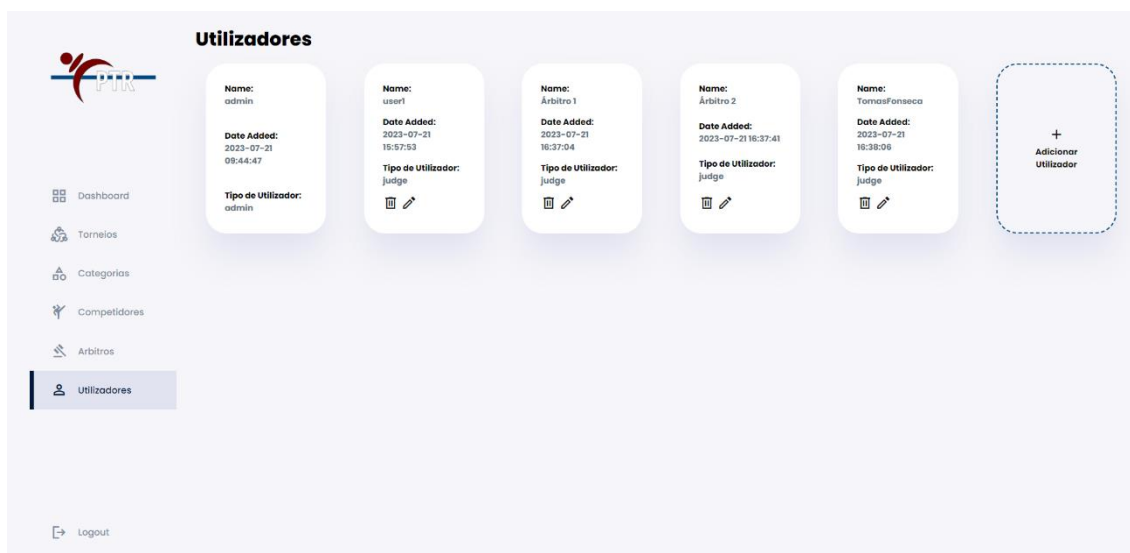 Utilizadores
PTR
Name:
admin
Date Added:
2023-07-21
09:44:47
Tipo de Utilizador:
admin
Name:
user1
Date Added:
2023-07-21
15:57:53
Tipo de Utilizador:
judge
Name:
Árbitro 1
Date Added:
2023-07-21
16:37:04
Tipo de Utilizador:
judge
Name:
Árbitro 2
Date Added:
2023-07-21 16:37:41
Tipo de Utilizador:
judge
Name:
TomasFonseca
Date Added:
2023-07-21
16:38:06
Tipo de Utilizador:
judge
+
Adicionar
Utilizador
Dashboard
Torneios
Categorias
Competidores
Arbitros
Utilizadores
Logout